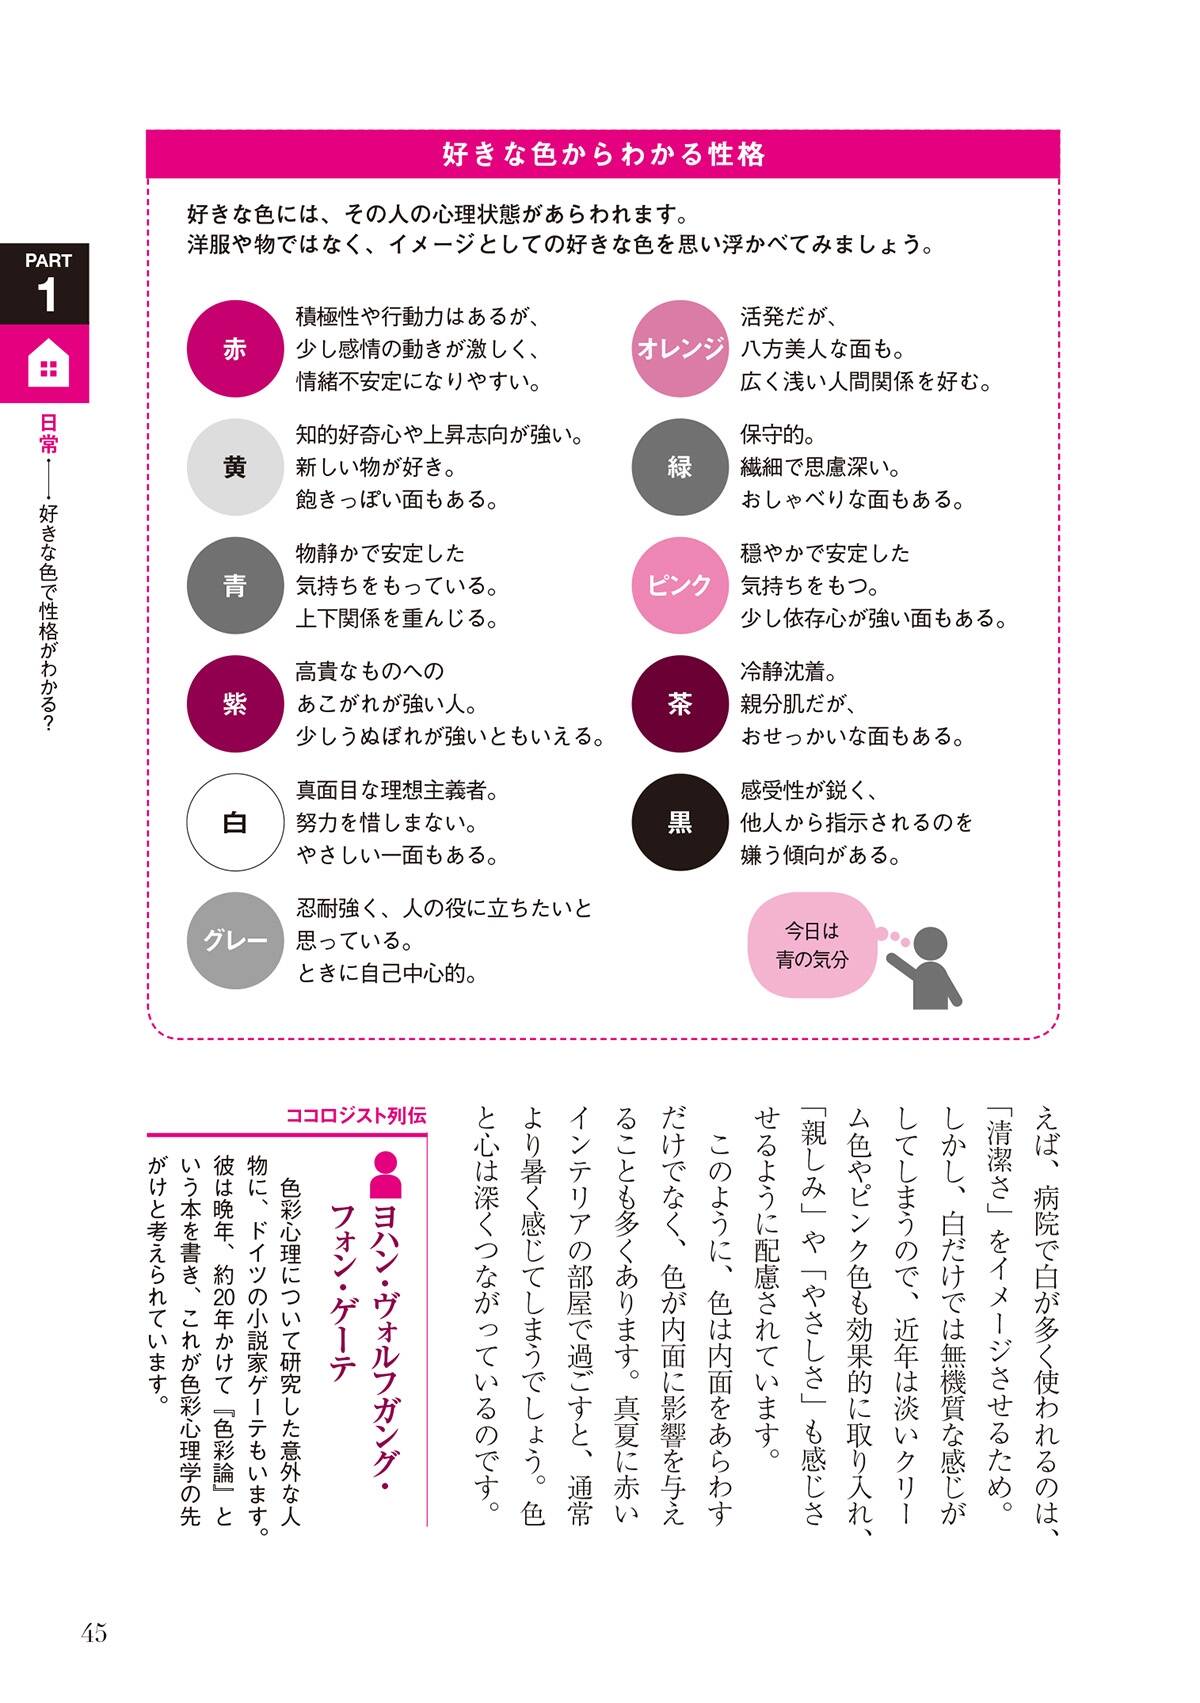 PART
1
日常――好きな色で性格がわかる？
好きな色からわかる性格
好きな色には、その人の心理状態があらわれます。
洋服や物ではなく、イメージとしての好きな色を思い浮かべてみましょう。
赤
積極性や行動力はあるが、
少し感情の動きが激しく、
情緒不安定になりやすい。
オレンジ
活発だが、
八方美人な面も。
広く浅い人間関係を好む。
黄
知的好奇心や上昇志向が強い。
新しい物が好き。
飽きっぽい面もある。
緑
保守的。
繊細で思慮深い。
おしゃべりな面もある。
青
物静かで安定した
気持ちをもっている。
上下関係を重んじる。
ピンク
穏やかで安定した
気持ちをもつ。
少し依存心が強い面もある。
紫
高貴なものへの
あこがれが強い人。
少しうぬぼれが強いともいえる。
茶
冷静沈着。
親分肌だが、
おせっかいな面もある。
白
真面目な理想主義者。
努力を惜しまない。
やさしい一面もある。
黒
感受性が鋭く、
他人から指示されるのを
嫌う傾向がある。
グレー
忍耐強く、人の役に立ちたいと
思っている。
ときに自己中心的。
今日は
青の気分
えば、病院で白が多く使われるのは、
「清潔さ」をイメージさせるため。
しかし、白だけでは無機質な感じが
してしまうので、近年は淡いクリー
ム色やピンク色も効果的に取り入れ、
「親しみ」や「やさしさ」も感じさ
せるように配慮されています。
このように、色は内面をあらわす
だけでなく、色が内面に影響を与え
ることも多くあります。真夏に赤い
インテリアの部屋で過ごすと、通常
より暑く感じてしまうでしょう。色
と心は深くつながっているのです。
ココロジスト列伝
ヨハン・ヴォルフガング・
フォン・ゲーテ
色彩心理について研究した意外な人
物に、ドイツの小説家ゲーテもいます。
彼は晩年、約20年かけて『色彩論』と
いう本を書き、これが色彩心理学の先
がけと考えられています。
45